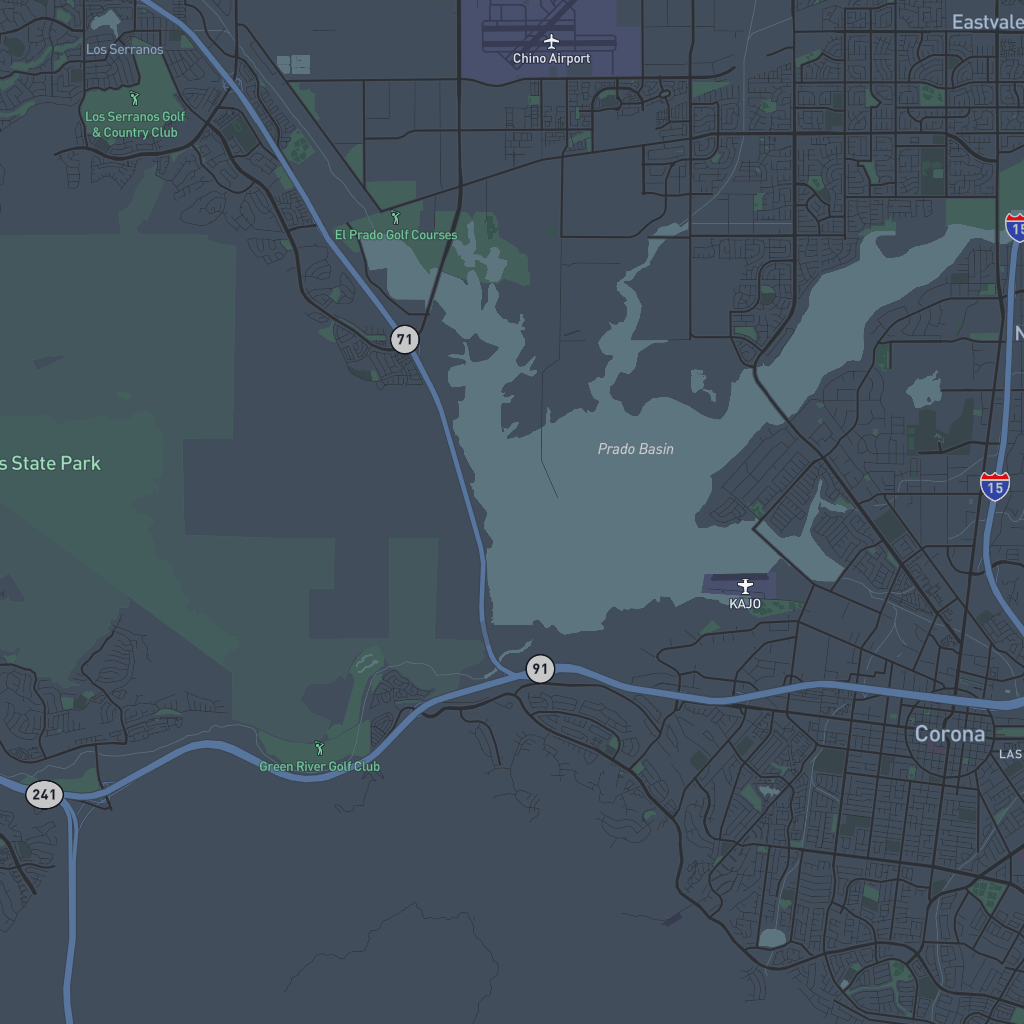 Eastvale
Los Serranos
Chino Airport
Los Serranos Golf
& Country Club
El Prado Golf Courses
15
71
N
Prado Basin
s State Park
15
KAJO
91
Corona
LAS
Green River Golf Club
241